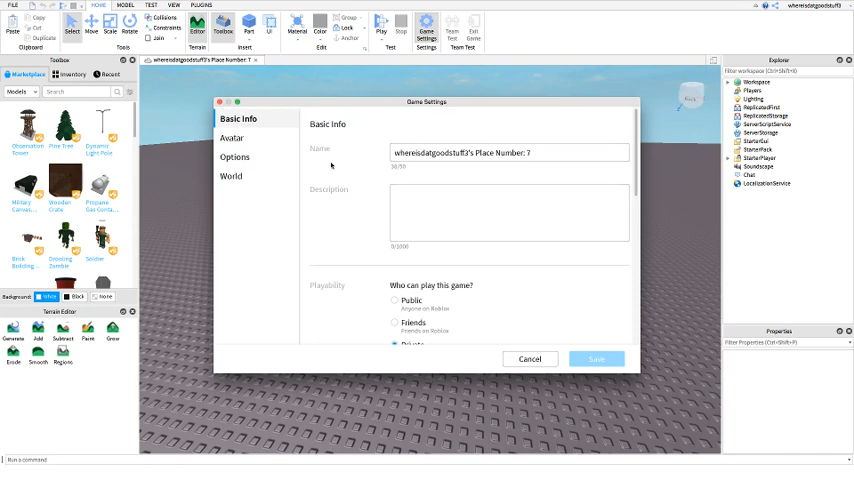 FILE HOME MODEL TEST VIEW PLUGINS whereisdatgoodstuff3
Paste Copy Cut Duplicate Select Move Scale Rotate Collisions Constraints Join Editor Toolbox Part UI Material Color Group Lock Anchor Play Stop Game Settings Team Test Exit Game
Clipboard Tools Terrain Insert Edit Test Settings Team Test
Toolbox
whereisdatgoodstuff3's Place Number: 7
Explorer
Marketplace Inventory Recent
Filter workspace (Ctrl+Shift+X)
Models Search
Workspace
Players
Lighting
ReplicatedFirst
ReplicatedStorage
ServerScriptService
ServerStorage
StarterGui
StarterPack
StarterPlayer
Soundscape
Chat
LocalizationService
Observation Tower
Pine Tree
Dynamic Light Pole
Military Canvas...
Wooden Crate
Propane Gas Conta...
Brick Building...
Drooling Zombie
Soldier
Background: White Black None
Terrain Editor
Generate Add Subtract Paint Grow
Erode Smooth Regions
Game Settings
Basic Info
Avatar
Options
World
Basic Info
Name
whereisdatgoodstuff3's Place Number: 7
38/50
Description
0/1000
Playability
Who can play this game?
Public
Anyone on Roblox
Friends
Friends on Roblox
Private
Cancel Save
Properties
Filter Properties (Ctrl+Shift+P)
Run a command